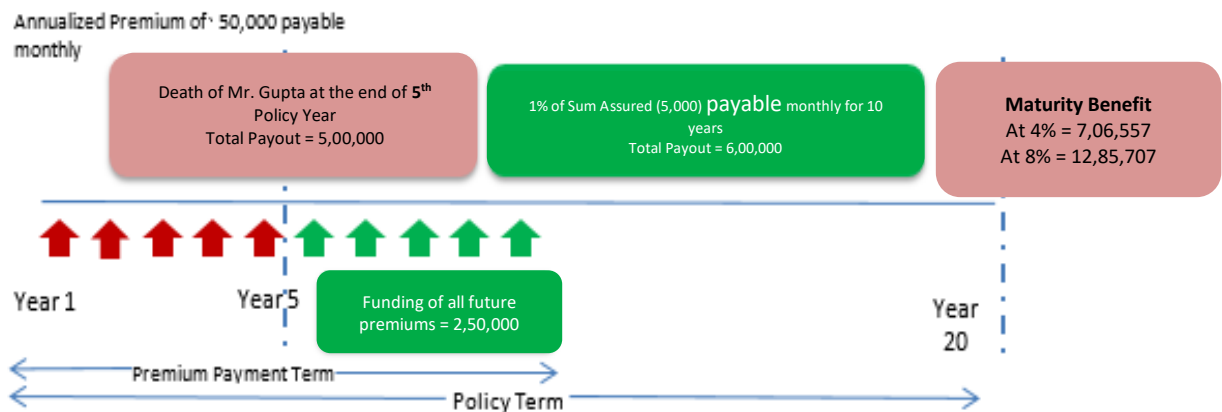 Annualized Premium of` 50,000 payable
monthly
Death of Mr. Gupta at the end of 5th
Policy Year
Total Payout = 5,00,000
1% of Sum Assured (5,000) payable monthly for 10
years
Total Payout = 6,00,000
Maturity Benefit
At 4% = 7,06,557
At 8% = 12,85,707
Year 1
Year 5
Funding of all future
premiums = 2,50,000
Year
20
Premium Payment Term
Policy Term